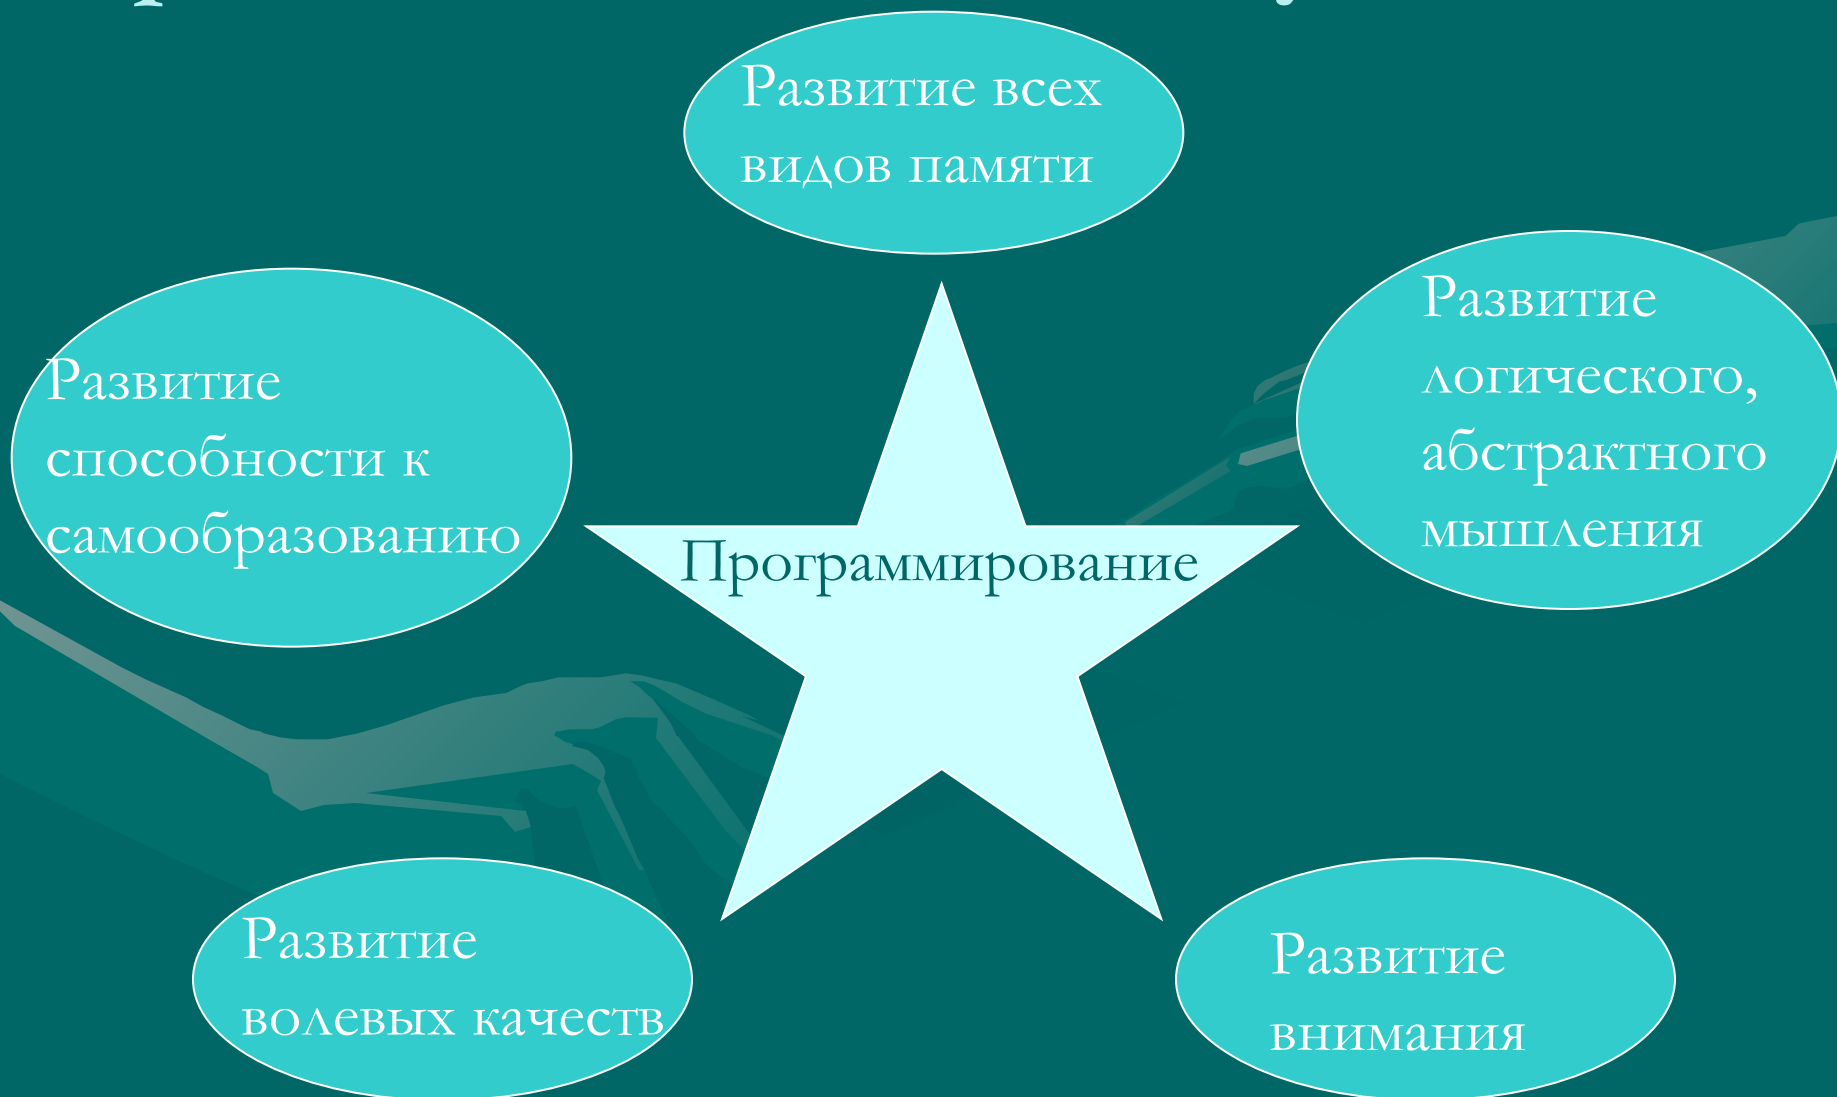 Развитие всех
видов памяти
Развитие
логического,
абстрактного
мышления
Развитие
способности к
самообразованию
Программирование
Развитие
волевых качеств
Развитие
внимания